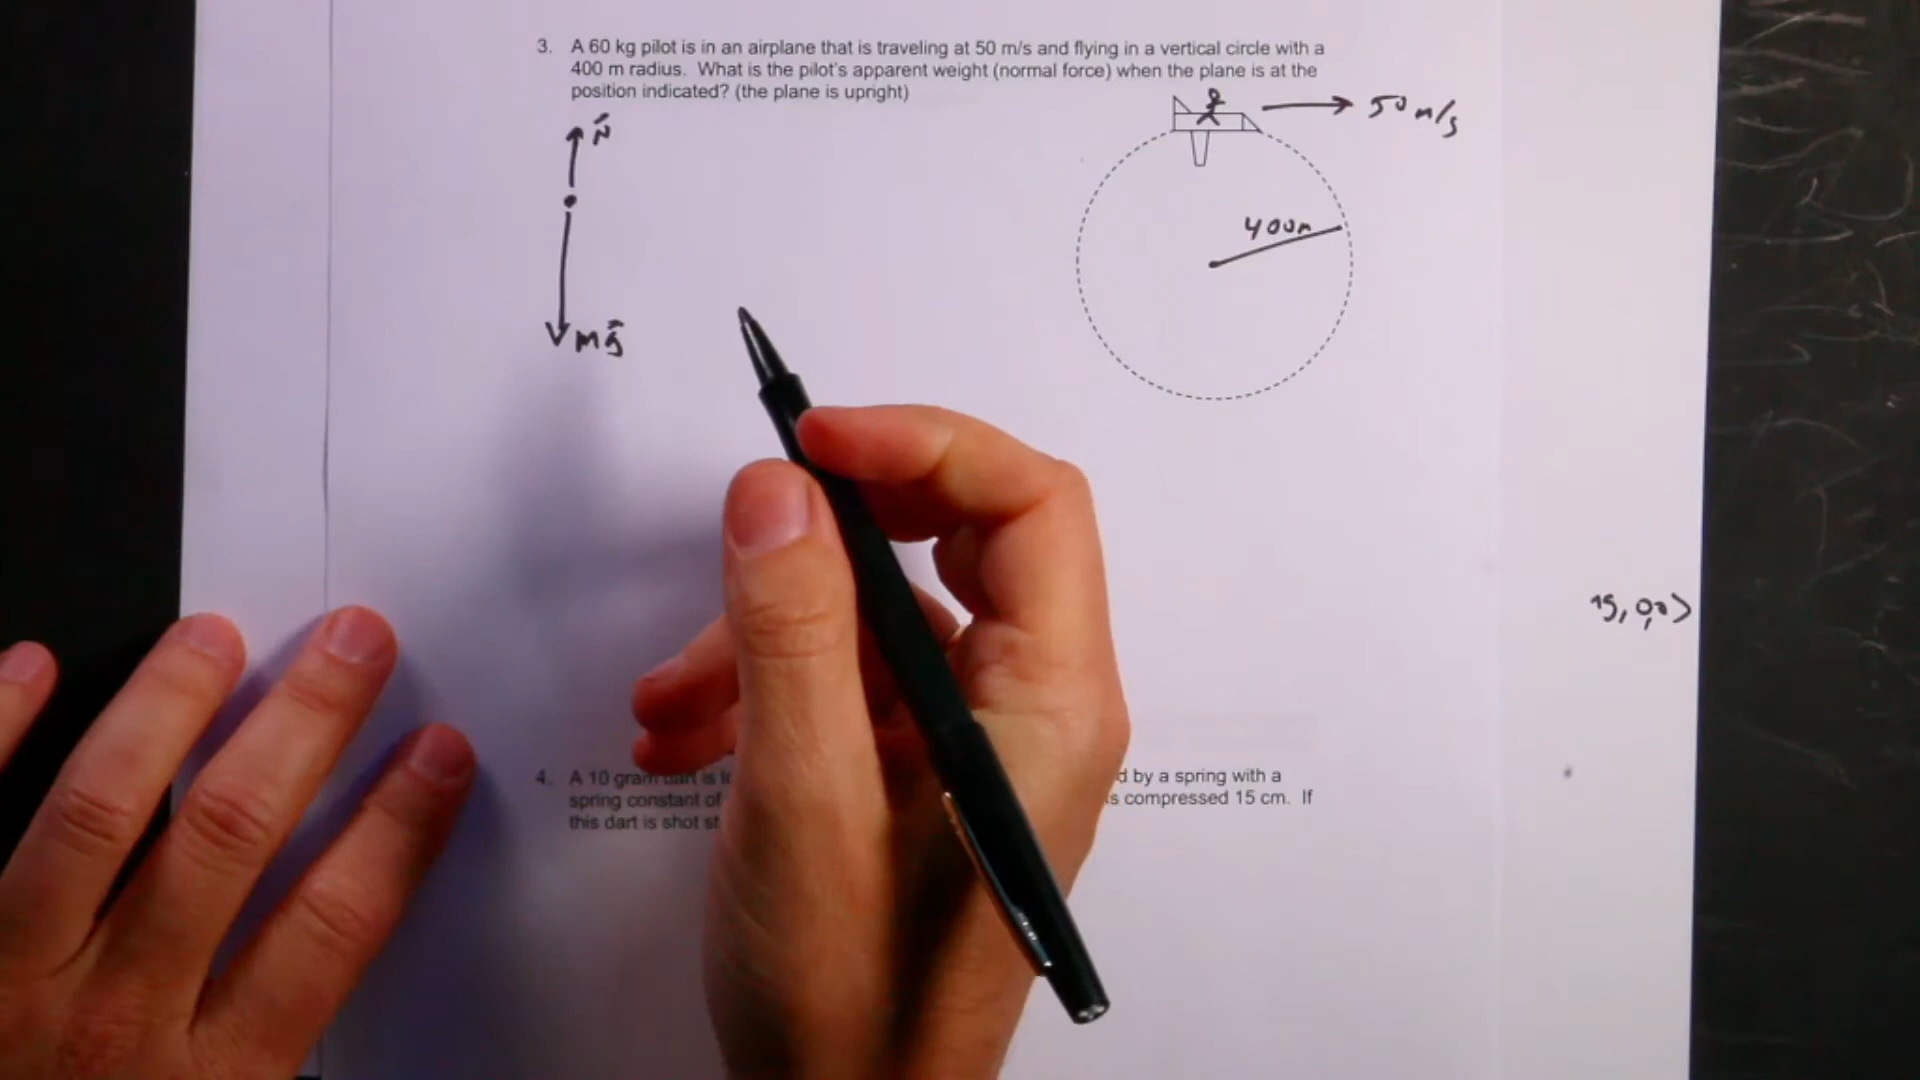 3. A 60 kg pilot is in an airplane that is traveling at 50 m/s and flying in a vertical circle with a
400 m radius. What is the pilot's apparent weight (normal force) when the plane is at the
position indicated? (the plane is upright)
N
50 m/s
400m
mg
4. A 10 gram dart is
d by a spring with a
spring constant of
s compressed 15 cm. If
this dart is shot st